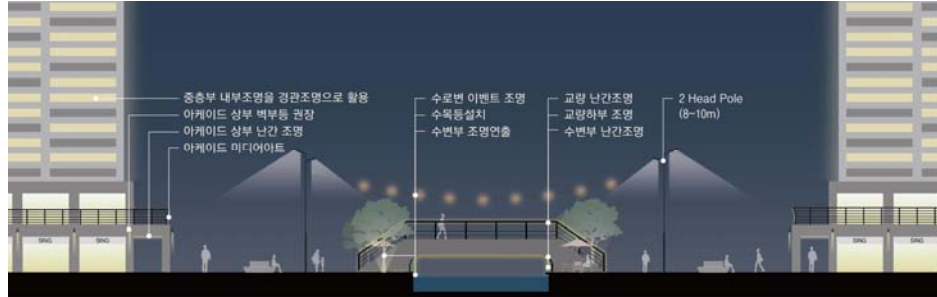 중층부 내부조명을 경관조명으로 활용
아케이드 상부 벽부등 권장
아케이드 상부 난간 조명
아케이드 미디어아트
수로변 이벤트 조명
수목등설치
수변부 조명연출
교량 난간조명
교량하부 조명
수변부 난간조명
2 Head Pole
(8~10m)
SING
SING
SING
SING